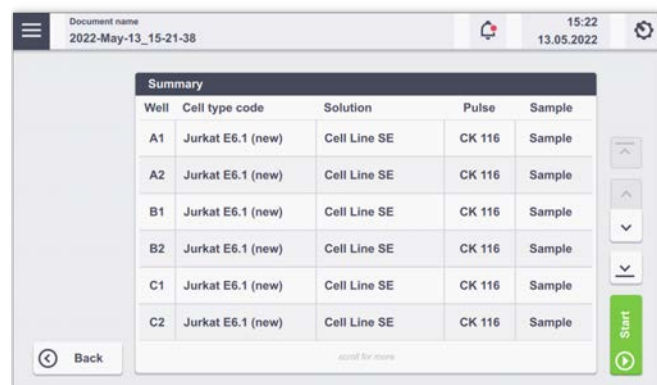 Document name
2022-May-13_15-21-38
15:22
13.05.2022
Summary
Well Cell type code Solution Pulse Sample
A1 Jurkat E6.1 (new) Cell Line SE CK 116 Sample
A2 Jurkat E6.1 (new) Cell Line SE CK 116 Sample
B1 Jurkat E6.1 (new) Cell Line SE CK 116 Sample
B2 Jurkat E6.1 (new) Cell Line SE CK 116 Sample
C1 Jurkat E6.1 (new) Cell Line SE CK 116 Sample
C2 Jurkat E6.1 (new) Cell Line SE CK 116 Sample
scroll for more
Back
Start